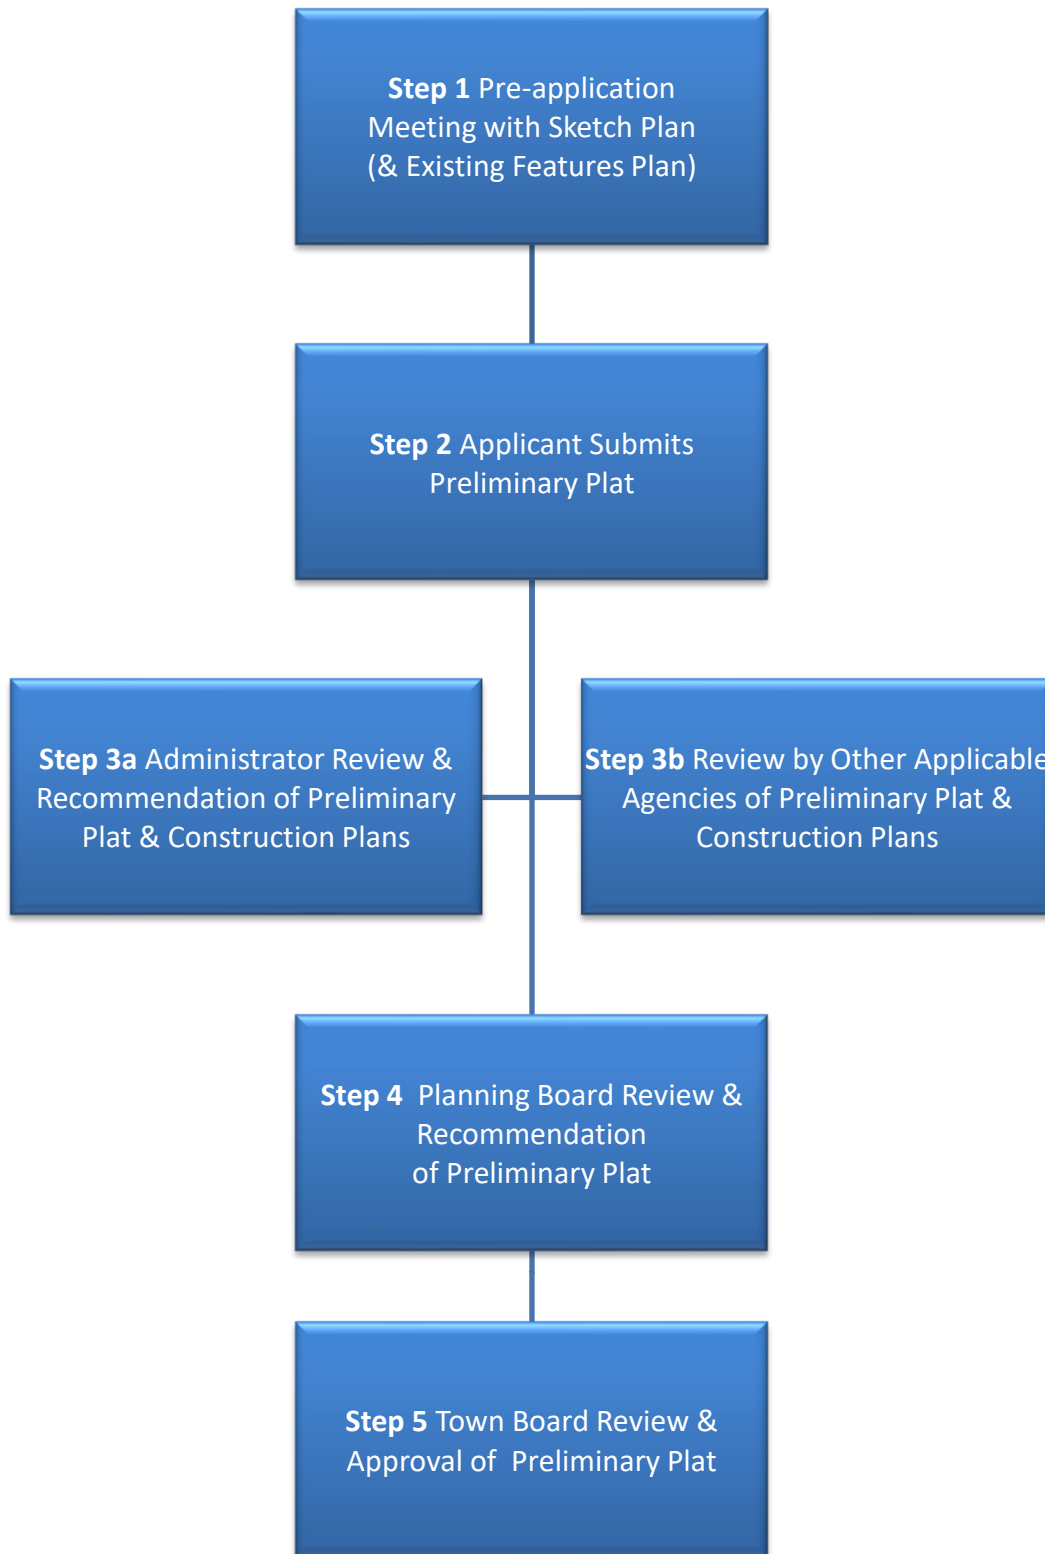 Step 1 Pre-application
Meeting with Sketch Plan
(& Existing Features Plan)
Step 2 Applicant Submits
Preliminary Plat
Step 3a Administrator Review &
Recommendation of Preliminary
Plat & Construction Plans
Step 3b Review by Other Applicable
Agencies of Preliminary Plat &
Construction Plans
Step 4  Planning Board Review &
Recommendation
of Preliminary Plat
Step 5 Town Board Review &
Approval of  Preliminary Plat